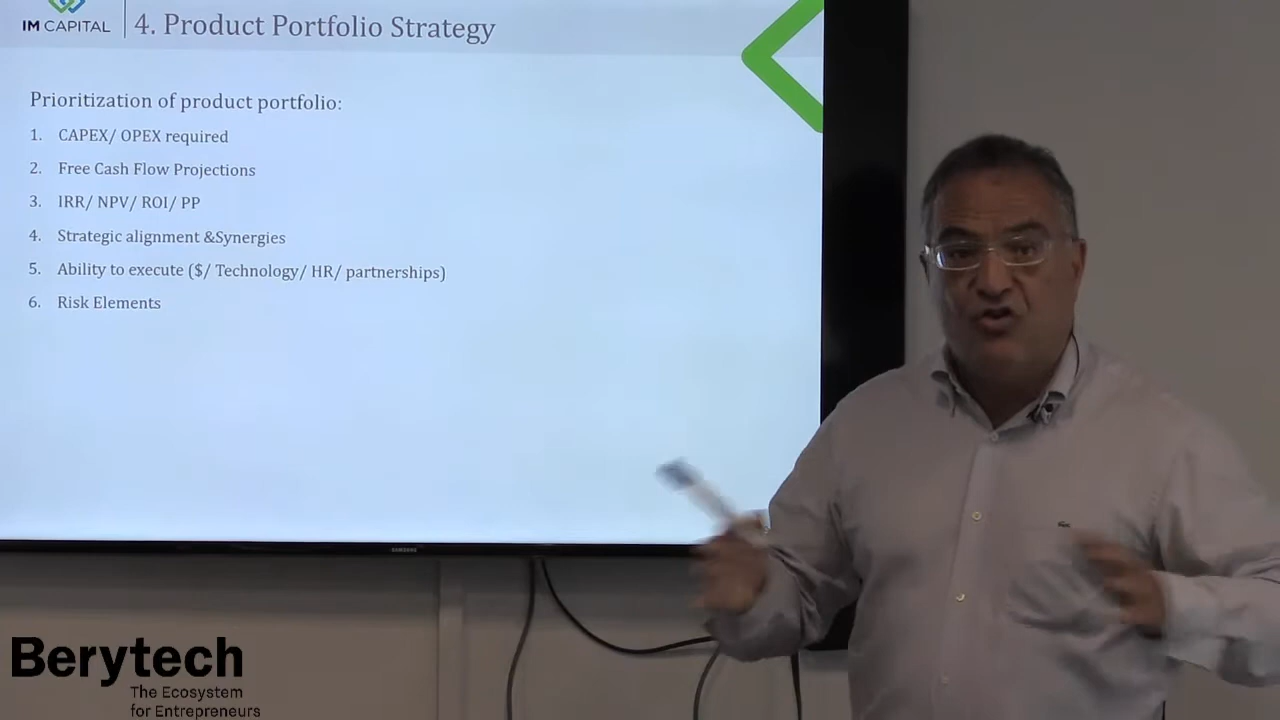 IM CAPITAL
4. Product Portfolio Strategy
Prioritization of product portfolio:
1. CAPEX/ OPEX required
2. Free Cash Flow Projections
3. IRR/ NPV/ ROI/ PP
4. Strategic alignment &Synergies
5. Ability to execute ($/ Technology/ HR/ partnerships)
6. Risk Elements
SAMSUNG
Berytech
The Ecosystem
for Entrepreneurs